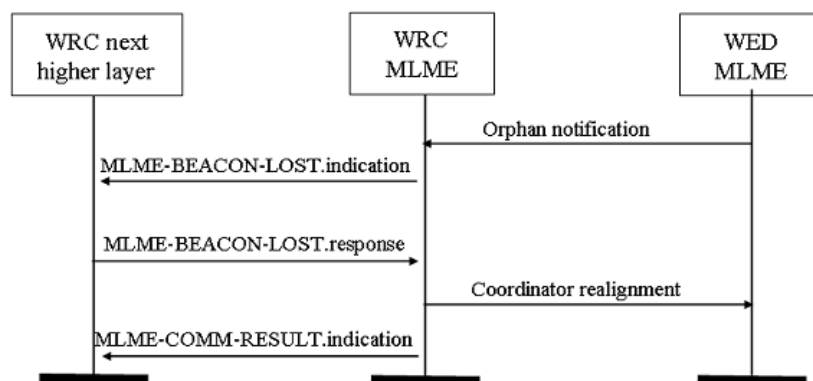 WRC next
higher layer
WRC
MLME
WED
MLME
Orphan notification
MLME-BEACON-LOST.indication
MLME-BEACON-LOST.response
Coordinator realignment
MLME-COMM-RESULT.indication